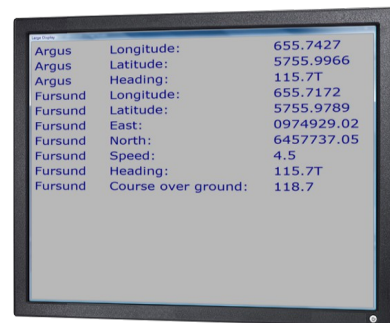 Large Display
Argus Longitude: 655.7427
Argus Latitude: 5755.9966
Argus Heading: 115.7T
Fursund Longitude: 655.7172
Fursund Latitude: 5755.9789
Fursund East: 0974929.02
Fursund North: 6457737.05
Fursund Speed: 4.5
Fursund Heading: 115.7T
Fursund Course over ground: 118.7